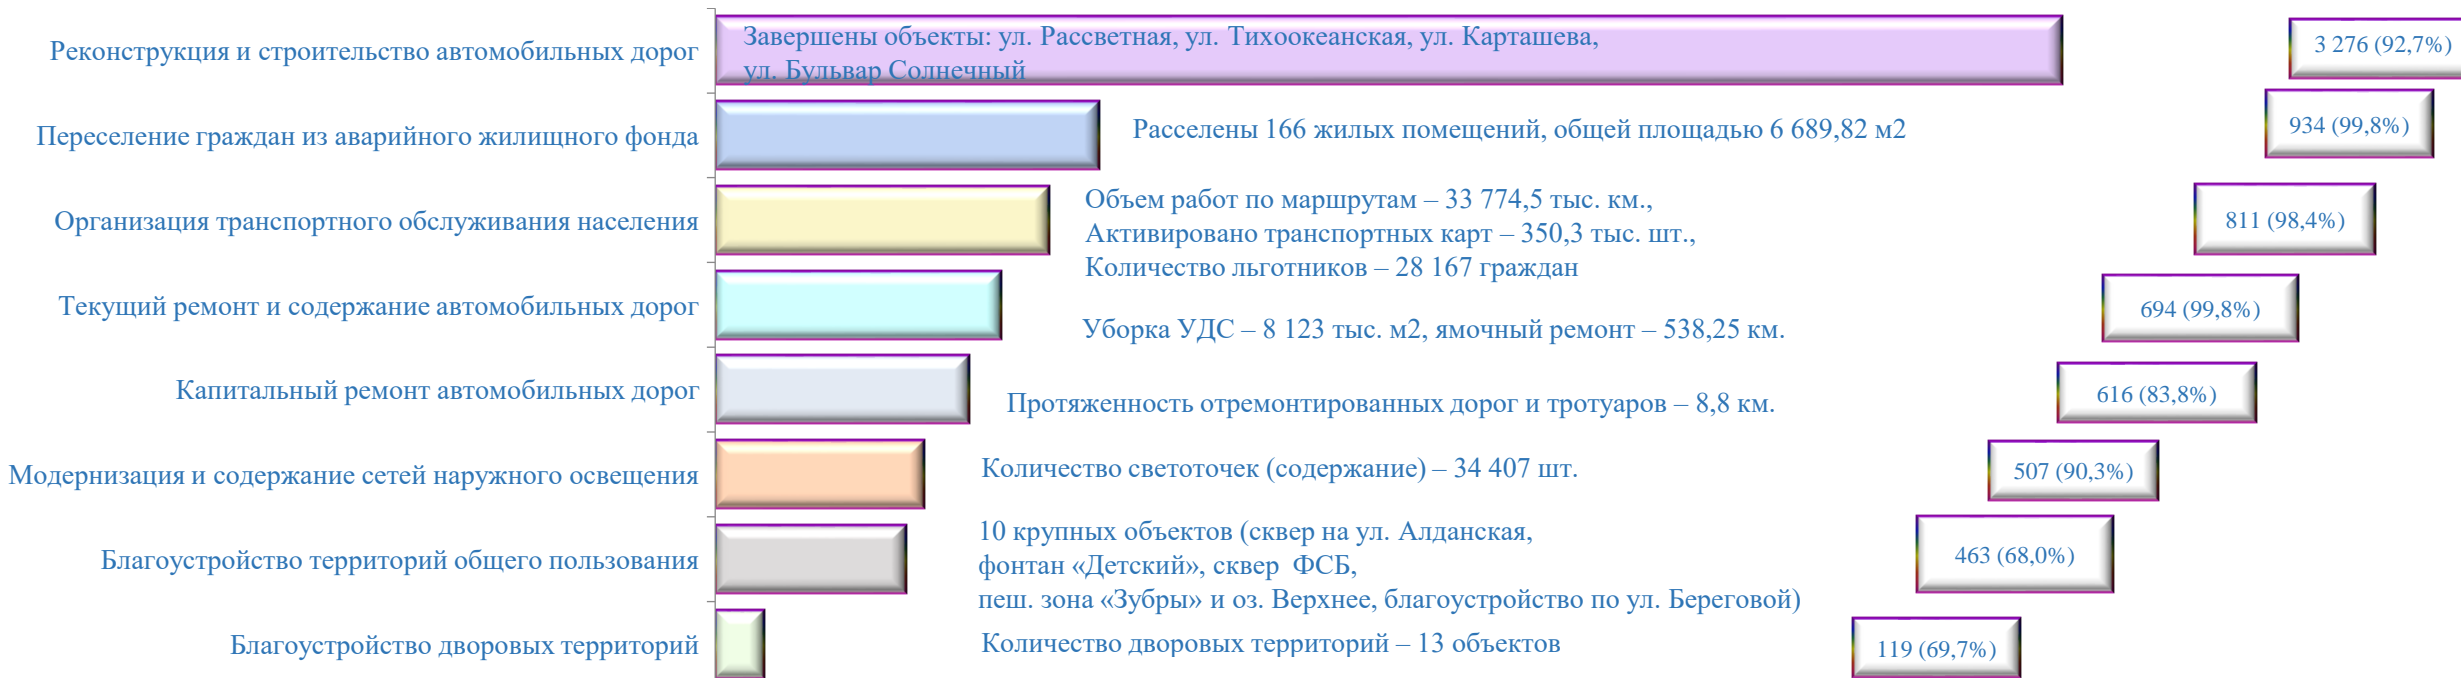 Реконструкция и строительство автомобильных дорог
Завершены объекты: ул. Рассветная, ул. Тихоокеанская, ул. Карташева,
ул. Бульвар Солнечный
3 276 (92,7%)
Переселение граждан из аварийного жилищного фонда
Расселены 166 жилых помещений, общей площадью 6 689,82 м2
934 (99,8%)
Организация транспортного обслуживания населения
Объем работ по маршрутам – 33 774,5 тыс. км.,
Активировано транспортных карт – 350,3 тыс. шт.,
Количество льготников – 28 167 граждан
811 (98,4%)
Текущий ремонт и содержание автомобильных дорог
Уборка УДС – 8 123 тыс. м2, ямочный ремонт – 538,25 км.
694 (99,8%)
Капитальный ремонт автомобильных дорог
Протяженность отремонтированных дорог и тротуаров – 8,8 км.
616 (83,8%)
Модернизация и содержание сетей наружного освещения
Количество светоточек (содержание) – 34 407 шт.
507 (90,3%)
Благоустройство территорий общего пользования
10 крупных объектов (сквер на ул. Алданская,
фонтан «Детский», сквер  ФСБ,
пеш. зона «Зубры» и оз. Верхнее, благоустройство по ул. Береговой)
463 (68,0%)
Благоустройство дворовых территорий
Количество дворовых территорий – 13 объектов
119 (69,7%)